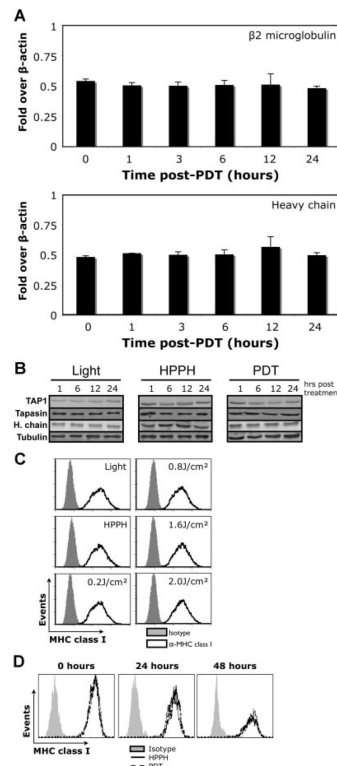 A
β2 microglobulin
Fold over β-actin
1
0.75
0.5
0.25
0
0 1 3 6 12 24
Time post-PDT (hours)
Heavy chain
Fold over β-actin
1
0.75
0.5
0.25
0
0 1 3 6 12 24
Time post-PDT (hours)
B
Light HPPH PDT
1 6 12 24 1 6 12 24 1 6 12 24 hrs post treatment
TAP1
Tapasin
H. chain
Tubulin
C
Light 0.8J/cm²
HPPH 1.6J/cm²
0.2J/cm² 2.0J/cm²
Events
MHC class I
Isotype
α-MHC class I
D
0 hours 24 hours 48 hours
Events
MHC class I
Isotype
HPPH
PDT